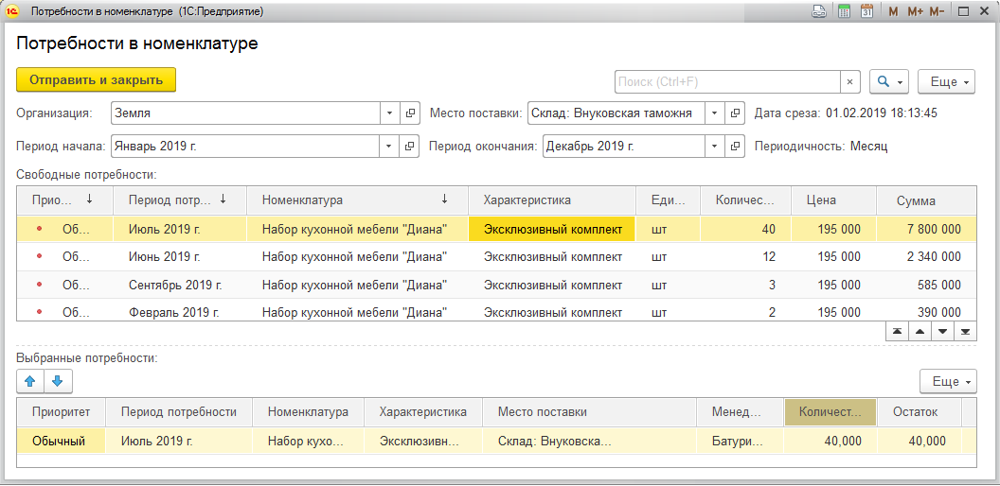 Потребности в номенклатуре (1С:Предприятие) 31 M M+ M-
Потребности в номенклатуре
Отправить и закрыть Поиск (Ctrl+F) × Еще
Организация: Земля Место поставки: Склад: Внуковская таможня Дата среза: 01.02.2019 18:13:45
Период начала: Январь 2019 г. Период окончания: Декабрь 2019 г. Периодичность: Месяц
Свободные потребности:
Прио... ↓ Период потр... ↓ Номенклатура ↓ Характеристика Еди... Количес... Цена Сумма
Об... Июль 2019 г. Набор кухонной мебели "Диана" Эксклюзивный комплект шт 40 195 000 7 800 000
Об... Июнь 2019 г. Набор кухонной мебели "Диана" Эксклюзивный комплект шт 12 195 000 2 340 000
Об... Сентябрь 2019 г. Набор кухонной мебели "Диана" Эксклюзивный комплект шт 3 195 000 585 000
Об... Февраль 2019 г. Набор кухонной мебели "Диана" Эксклюзивный комплект шт 2 195 000 390 000
Выбранные потребности:
Еще
Приоритет Период потребности Номенклатура Характеристика Место поставки Менед... Количест... Остаток
Обычный Июль 2019 г. Набор кухо... Эксклюзивн... Склад: Внуковска... Батури... 40,000 40,000